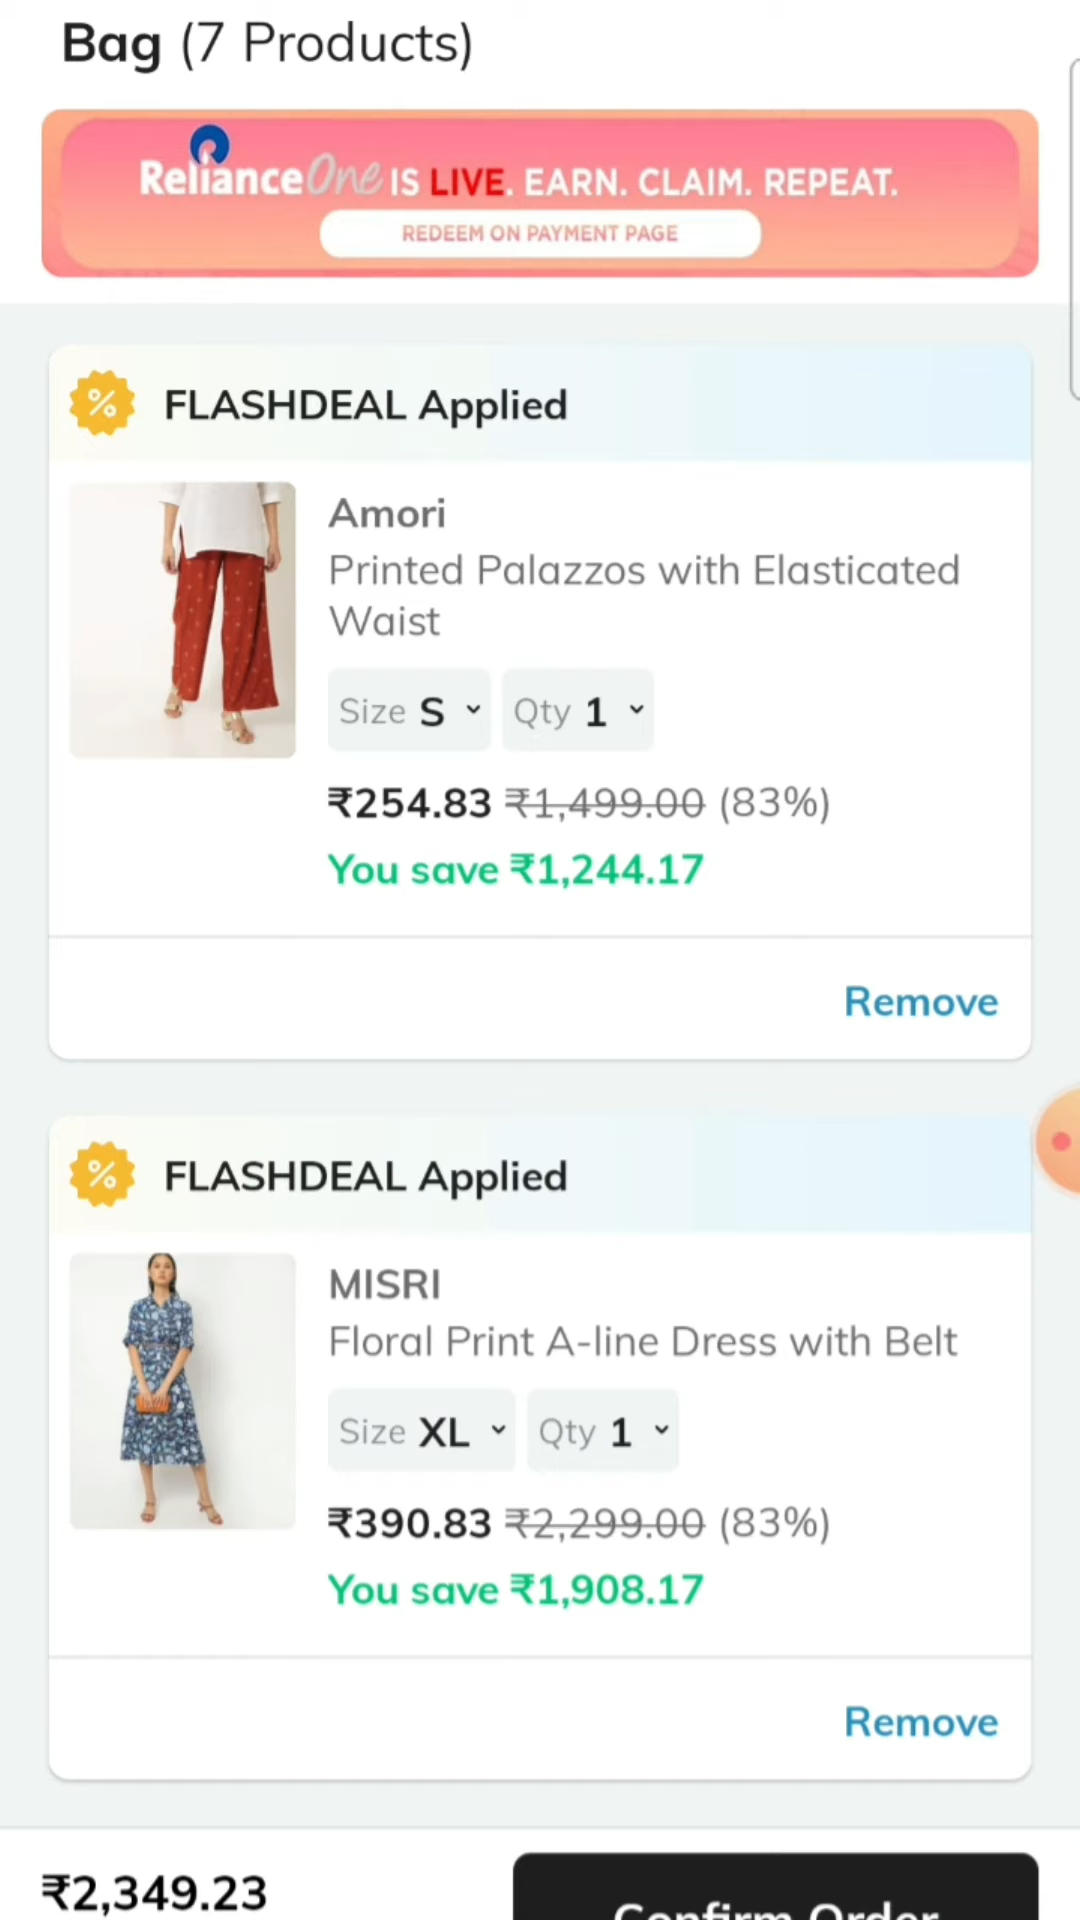 Bag (7 Products)
RelianceOne IS LIVE. EARN. CLAIM. REPEAT.
REDEEM ON PAYMENT PAGE
% FLASHDEAL Applied
Amori
Printed Palazzos with Elasticated
Waist
Size S Qty 1
₹254.83 ₹1,499.00 (83%)
You save ₹1,244.17
Remove
% FLASHDEAL Applied
MISRI
Floral Print A-line Dress with Belt
Size XL Qty 1
₹390.83 ₹2,299.00 (83%)
You save ₹1,908.17
Remove
₹2,349.23
Confirm Order